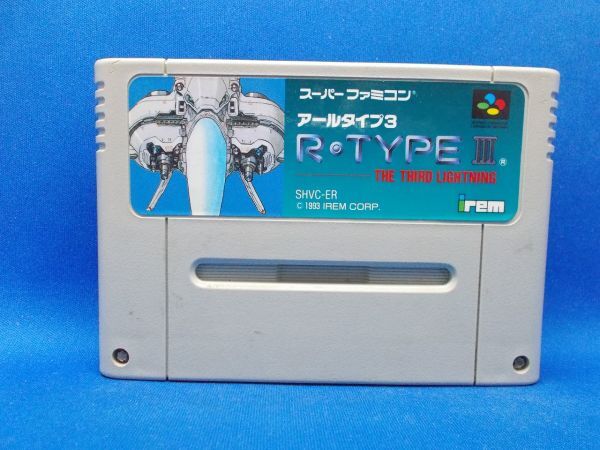 スーパーファミコン®
アールタイプ3
R·TYPE III®
THE THIRD LIGHTNING
SHVC-ER
© 1993 IREM CORP.
irem